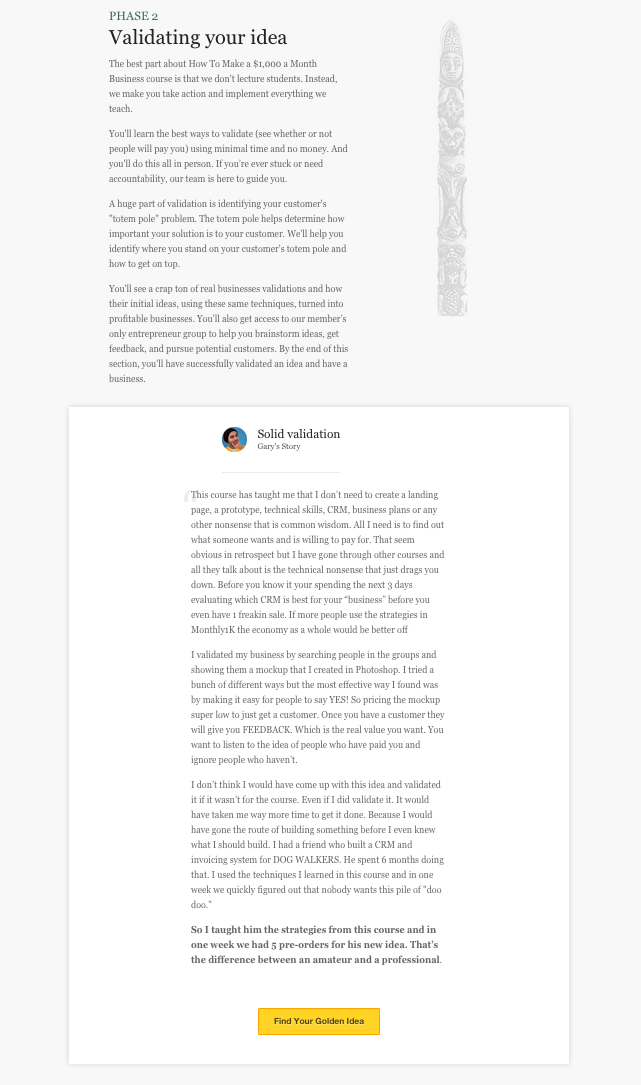 PHASE 2
Validating your idea
The best part about How To Make a $1,000 a Month
Business course is that we don't lecture students. Instead,
we make you take action and implement everything we
teach.
You'll learn the best ways to validate (see whether or not
people will pay you) using minimal time and no money. And
you'll do this all in person. If you're ever stuck or need
accountability, our team is here to guide you.
A huge part of validation is identifying your customer's
"totem pole" problem. The totem pole helps determine how
important your solution is to your customer. We'll help you
identify where you stand on your customer's totem pole and
how to get on top.
You'll see a crap ton of real businesses validations and how
their initial ideas, using these same techniques, turned into
profitable businesses. You'll also get access to our member's
only entrepreneur group to help you brainstorm ideas, get
feedback, and pursue potential customers. By the end of this
section, you'll have successfully validated an idea and have a
business.
Solid validation
Gary's Story
This course has taught me that I don't need to create a landing
page, a prototype, technical skills, CRM, business plans or any
other nonsense that is common wisdom. All I need is to find out
what someone wants and is willing to pay for. That seem
obvious in retrospect but I have gone through other courses and
all they talk about is the technical nonsense that just drags you
down. Before you know it your spending the next 3 days
evaluating which CRM is best for your “business” before you
even have 1 freakin sale. If more people use the strategies in
Monthly1K the economy as a whole would be better off
I validated my business by searching people in the groups and
showing them a mockup that I created in Photoshop. I tried a
bunch of different ways but the most effective way I found was
by making it easy for people to say YES! So pricing the mockup
super low to just get a customer. Once you have a customer they
will give you FEEDBACK. Which is the real value you want. You
want to listen to the idea of people who have paid you and
ignore people who haven't.
I don't think I would have come up with this idea and validated
it if it wasn't for the course. Even if I did validate it. It would
have taken me way more time to get it done. Because I would
have gone the route of building something before I even knew
what I should build. I had a friend who built a CRM and
invoicing system for DOG WALKERS. He spent 6 months doing
that. I used the techniques I learned in this course and in one
week we quickly figured out that nobody wants this pile of "doo
doo."
So I taught him the strategies from this course and in
one week we had 5 pre-orders for his new idea. That's
the difference between an amateur and a professional.
Find Your Golden Idea